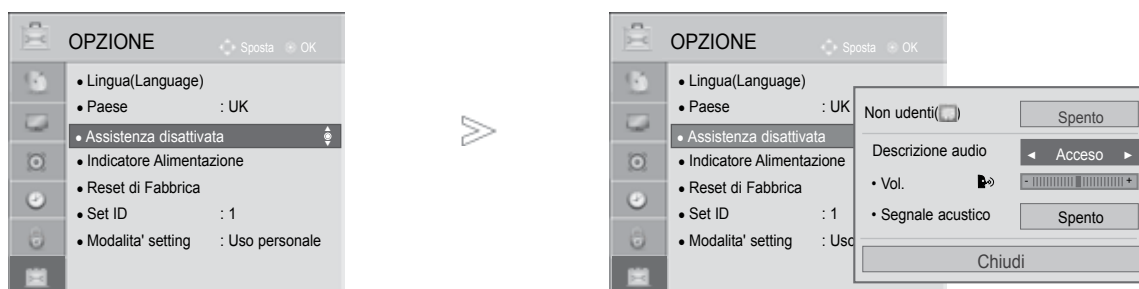 OPZIONE
Sposta OK
• Lingua(Language)
• Paese : UK
• Assistenza disattivata
• Indicatore Alimentazione
• Reset di Fabbrica
• Set ID : 1
• Modalita' setting : Uso personale
OPZIONE
Sposta OK
• Lingua(Language)
• Paese : UK
• Assistenza disattivata
• Indicatore Alimentazione
• Reset di Fabbrica
• Set ID : 1
• Modalita' setting : Uso
Non udenti( ) Spento
Descrizione audio ◄ Acceso ►
• Vol. - +
• Segnale acustico Spento
Chiudi